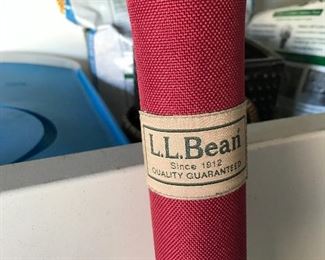 L.L.Bean
Since 1912
QUALITY GUARANTEED